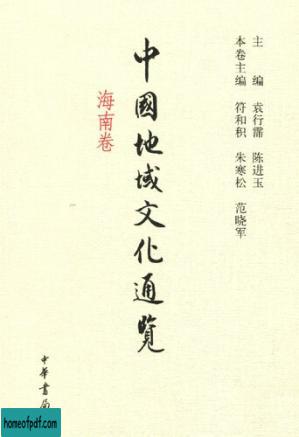 主　编　袁行霈　陈进玉
本卷主编　符和积　朱寒松　范晓军
中國地域文化通覽
海南卷
中華書局
homeofpdf.com